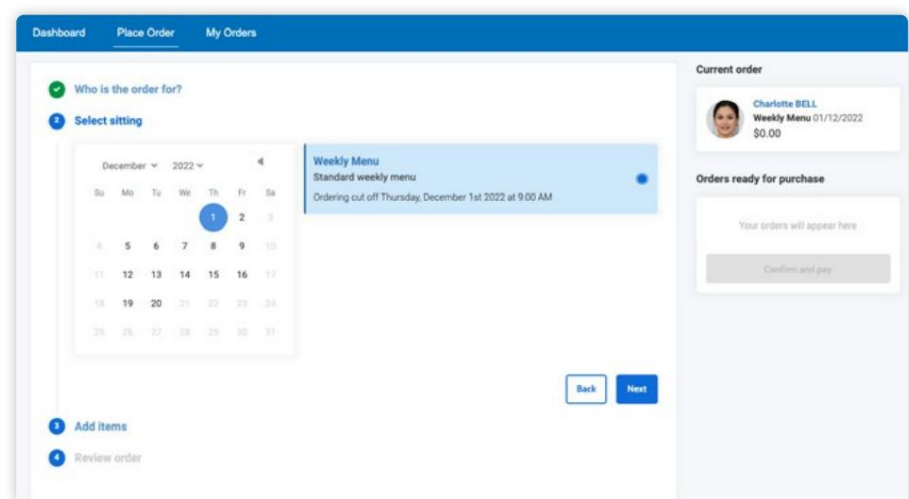 Dashboard Place Order My Orders
Who is the order for?
2 Select sitting
December 2022
Su Mo Tu We Th Fr Sa
1 2 3
4 5 6 7 8 9 10
11 12 13 14 15 16 17
18 19 20 21 22 23 24
25 26 27 28 29 30 31
Weekly Menu
Standard weekly menu
Ordering cut off Thursday, December 1st 2022 at 9:00 AM
Back Next
3 Add items
4 Review order
Current order
Charlotte BELL
Weekly Menu 01/12/2022
$0.00
Orders ready for purchase
Your orders will appear here
Confirm and pay